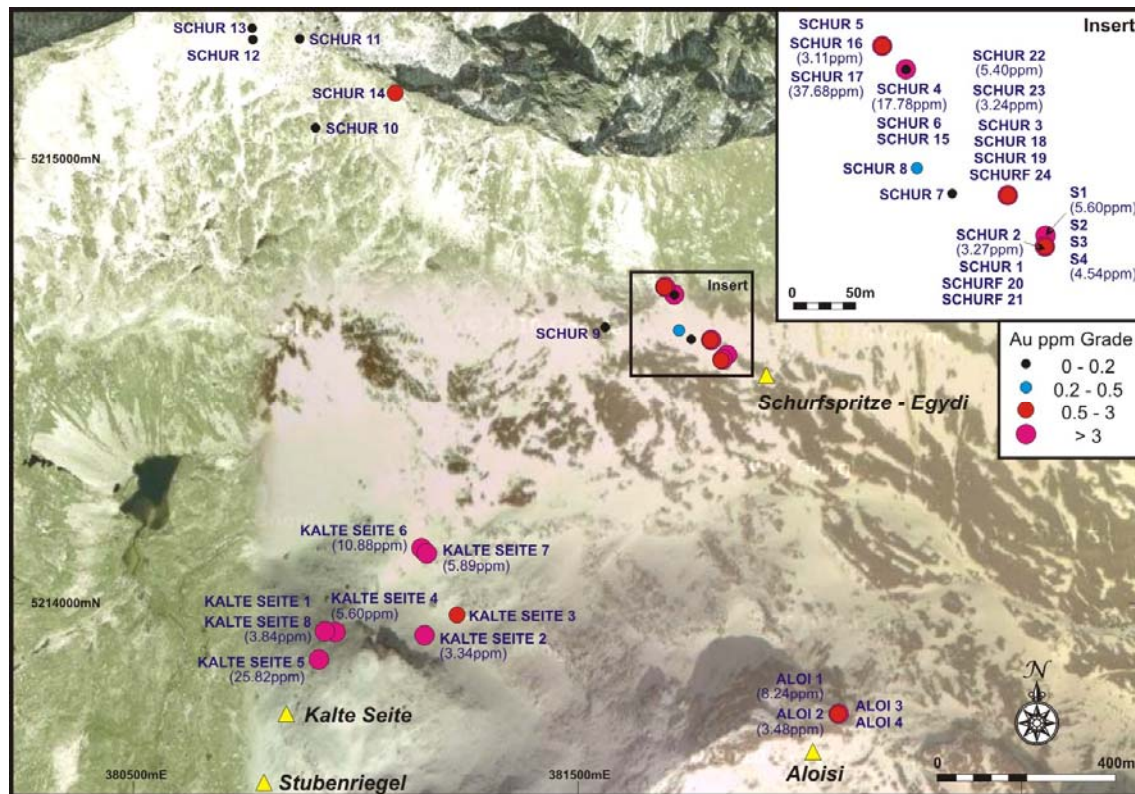 SCHUR 13
SCHUR 12
SCHUR 11
SCHUR 14
SCHUR 10
5215000mN
Insert
SCHUR 5
SCHUR 16
(3.11ppm)
SCHUR 17
(37.68ppm)
SCHUR 4
(17.78ppm)
SCHUR 6
SCHUR 15
SCHUR 22
(5.40ppm)
SCHUR 23
(3.24ppm)
SCHUR 3
SCHUR 18
SCHUR 19
SCHURF 24
SCHUR 8
SCHUR 7
S1
(5.60ppm)
S2
S3
S4
(4.54ppm)
SCHUR 2
(3.27ppm)
SCHUR 1
SCHURF 20
SCHURF 21
0 50m
Insert
SCHUR 9
Schurfspritze - Egydi
Au ppm Grade
0 - 0.2
0.2 - 0.5
0.5 - 3
> 3
KALTE SEITE 6
(10.88ppm)
KALTE SEITE 7
(5.89ppm)
5214000mN
KALTE SEITE 1
KALTE SEITE 8
(3.84ppm)
KALTE SEITE 4
(5.60ppm)
KALTE SEITE 3
KALTE SEITE 2
(3.34ppm)
KALTE SEITE 5
(25.82ppm)
Kalte Seite
Stubenriegel
ALOI 1
(8.24ppm)
ALOI 2
(3.48ppm)
ALOI 3
ALOI 4
Aloisi
N
380500mE
381500mE
0 400m